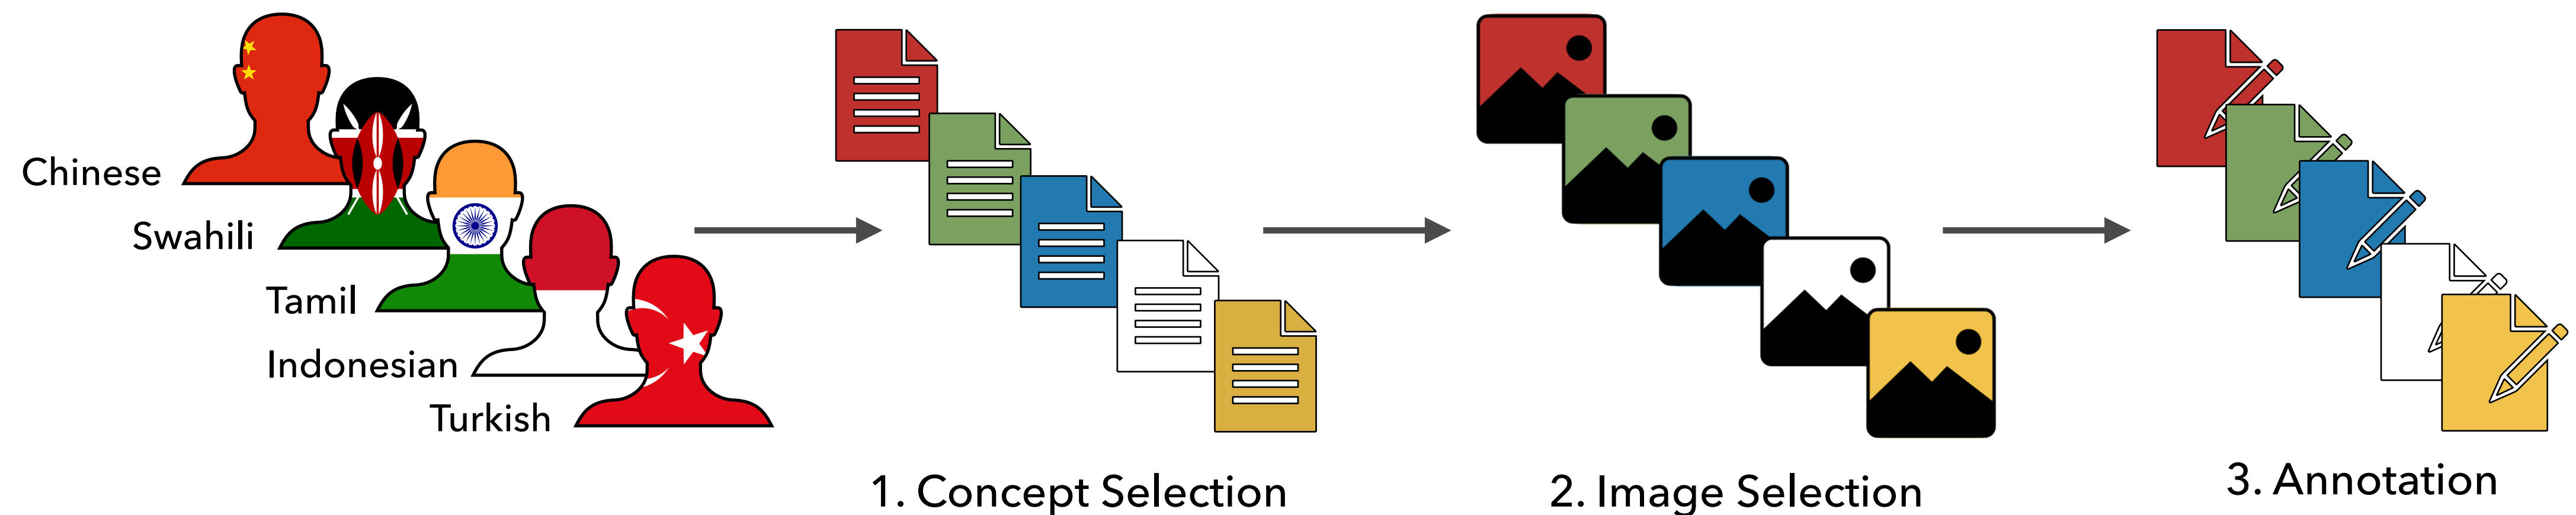 Chinese
Swahili
Tamil
Indonesian
Turkish
1. Concept Selection
2. Image Selection
3. Annotation